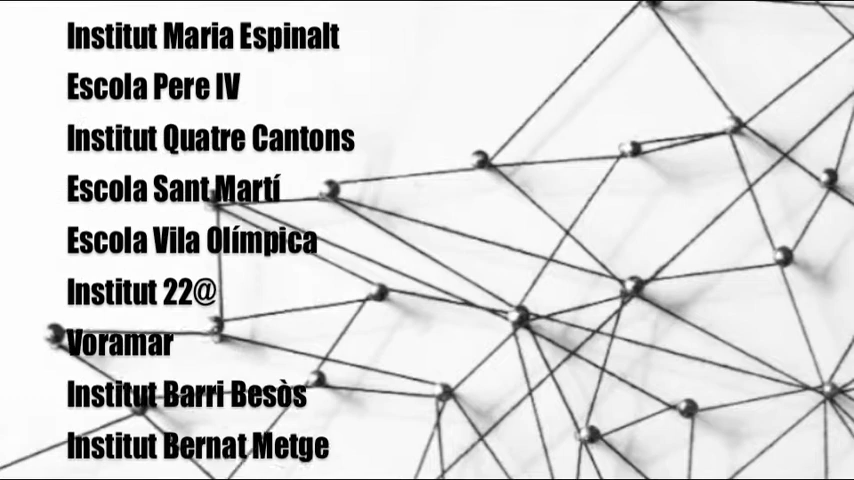 Institut Maria Espinalt
Escola Pere IV
Institut Quatre Cantons
Escola Sant Martí
Escola Vila Olímpica
Institut 22@
Voramar
Institut Barri Besòs
Institut Bernat Metge